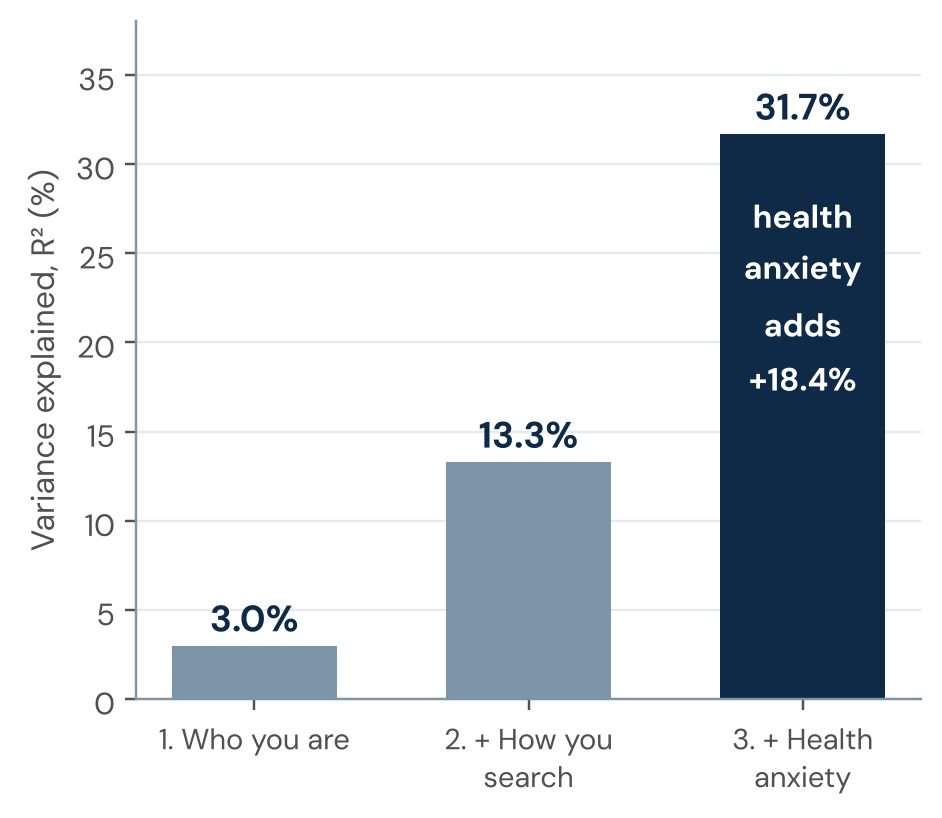 Variance explained, R² (%)
35
30
25
20
15
10
5
0
3.0%
13.3%
31.7%
health
anxiety
adds
+18.4%
1. Who you are
2. + How you
search
3. + Health
anxiety